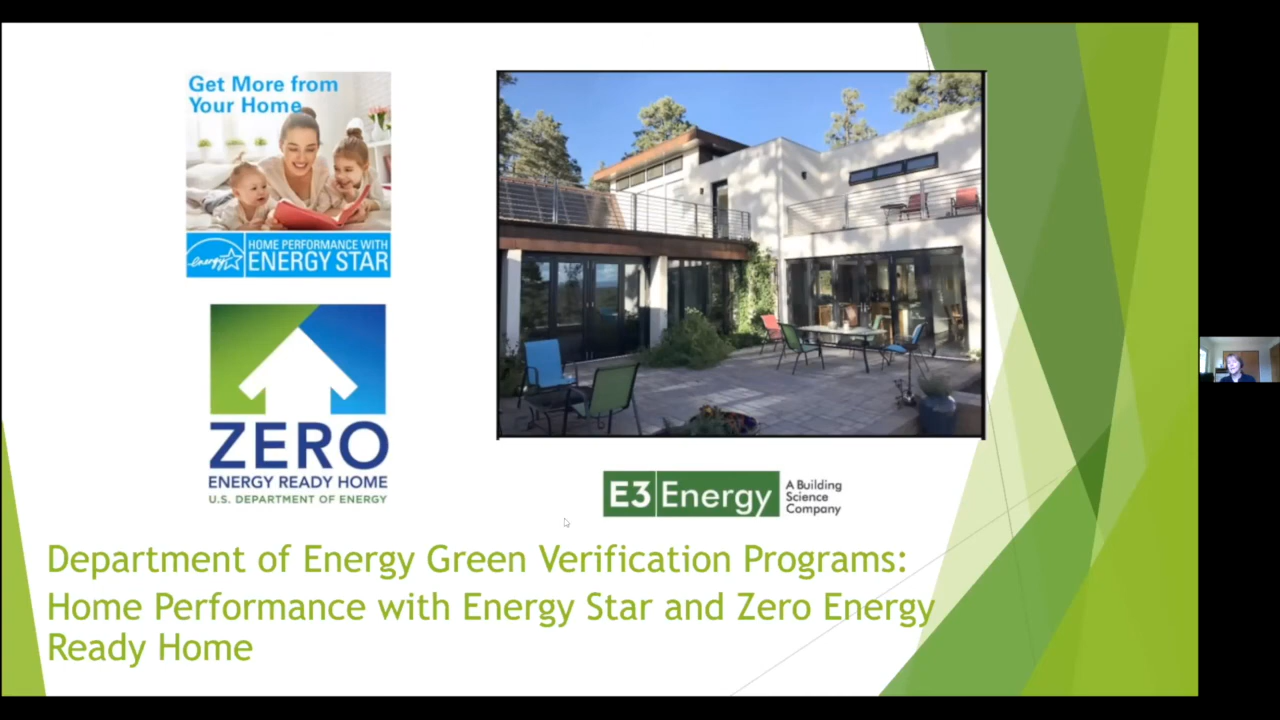 Get More from
Your Home
energy
HOME PERFORMANCE WITH
ENERGY STAR
ZERO
ENERGY READY HOME
U.S. DEPARTMENT OF ENERGY
E3 Energy
A Building
Science
Company
Department of Energy Green Verification Programs:
Home Performance with Energy Star and Zero Energy
Ready Home